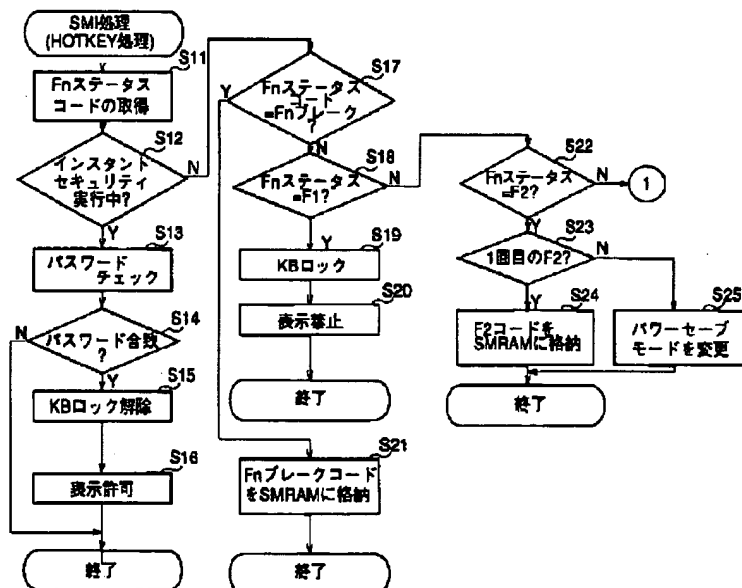 SMI処理
(HOTKEY処理)
S11
Fnステータス
コードの取得
S12
インスタント
セキュリティ
実行中?
N
Y
S13
パスワード
チェック
S14
N
パスワード合致
?
Y
S15
KBロック解除
S16
表示許可
終了
S17
Y
Fnステータス
コード
=Fnブレーク
?
N
S18
Fnステータス
=F1?
N
Y
S19
KBロック
S20
表示禁止
終了
S21
Fnブレークコード
をSMRAMに格納
終了
S22
Fnステータス
=F2?
N
1
Y
S23
1回目のF2?
N
Y
S24
F2コードを
SMRAMに格納
S25
パワーセーブ
モードを変更
終了